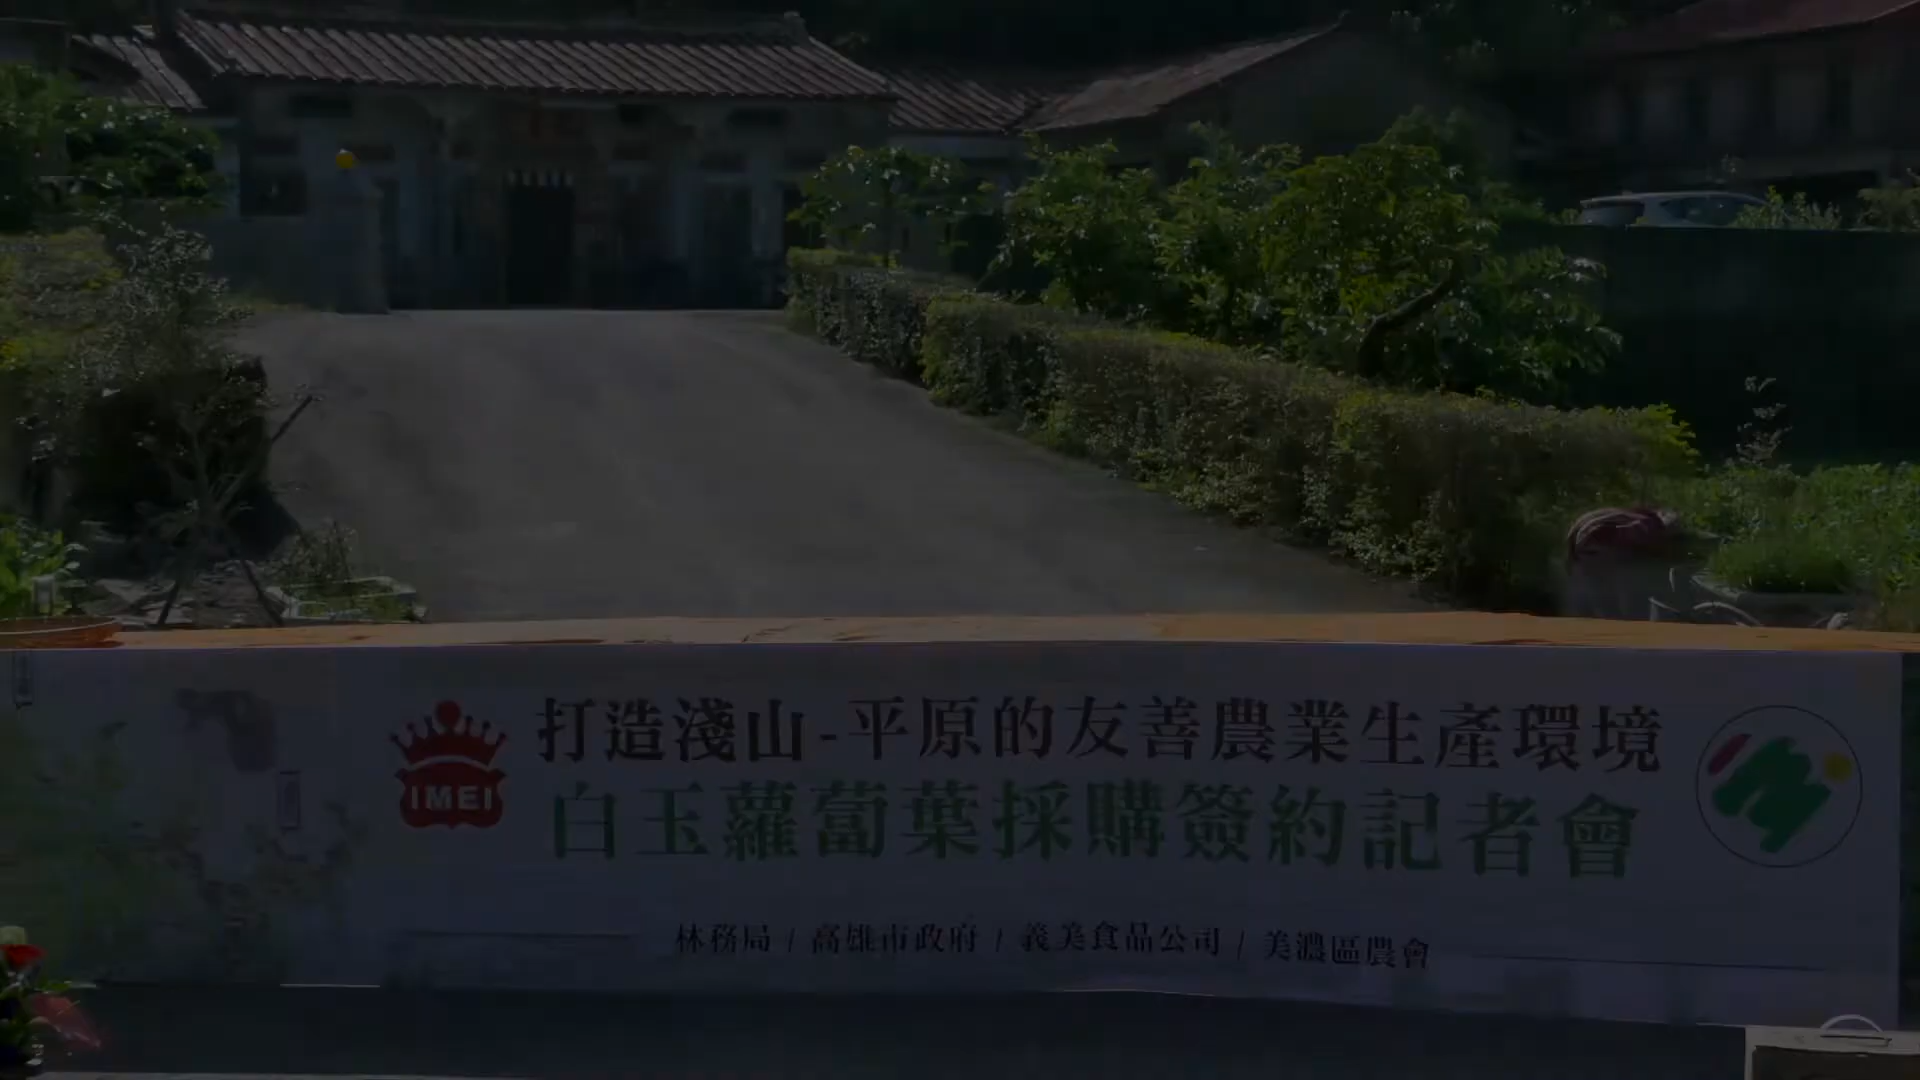 IMEI
打造淺山-平原的友善農業生產環境
白玉蘿蔔葉採購簽約記者會
林務局 / 高雄市政府 / 義美食品公司 / 美濃區農會